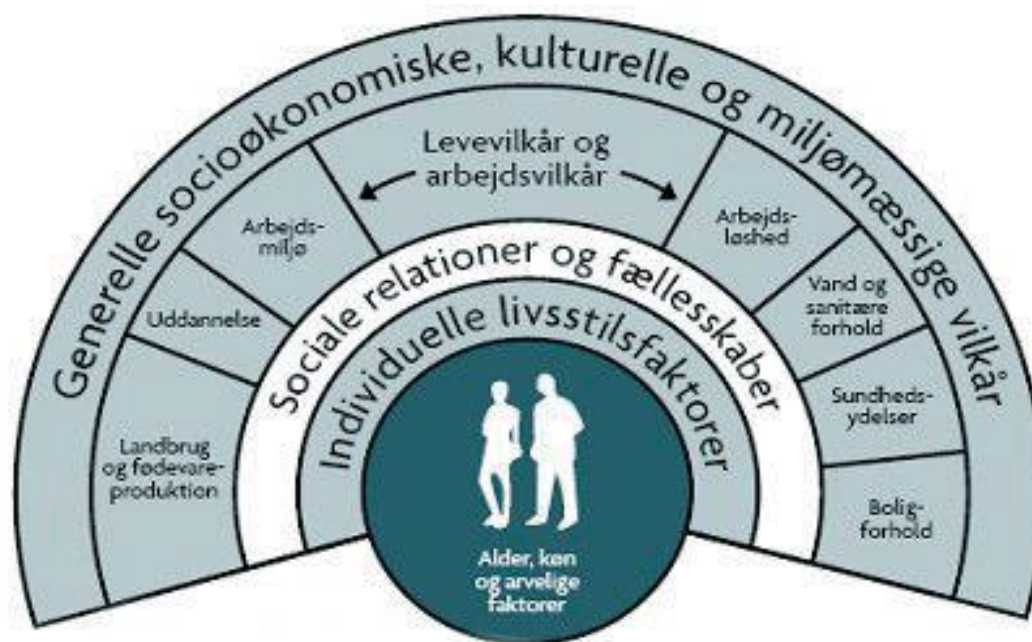 Generelle socioøkonomiske, kulturelle og miljømæssige vilkår
Levevilkår og
arbejdsvilkår
Landbrug
og fødevare-
produktion
Uddannelse
Arbejds-
miljø
Arbejds-
løshed
Vand og
sanitære
forhold
Sundheds-
ydelser
Bolig-
forhold
Sociale relationer og fællesskaber
Individuelle livsstilsfaktorer
Alder, køn
og arvelige
faktorer